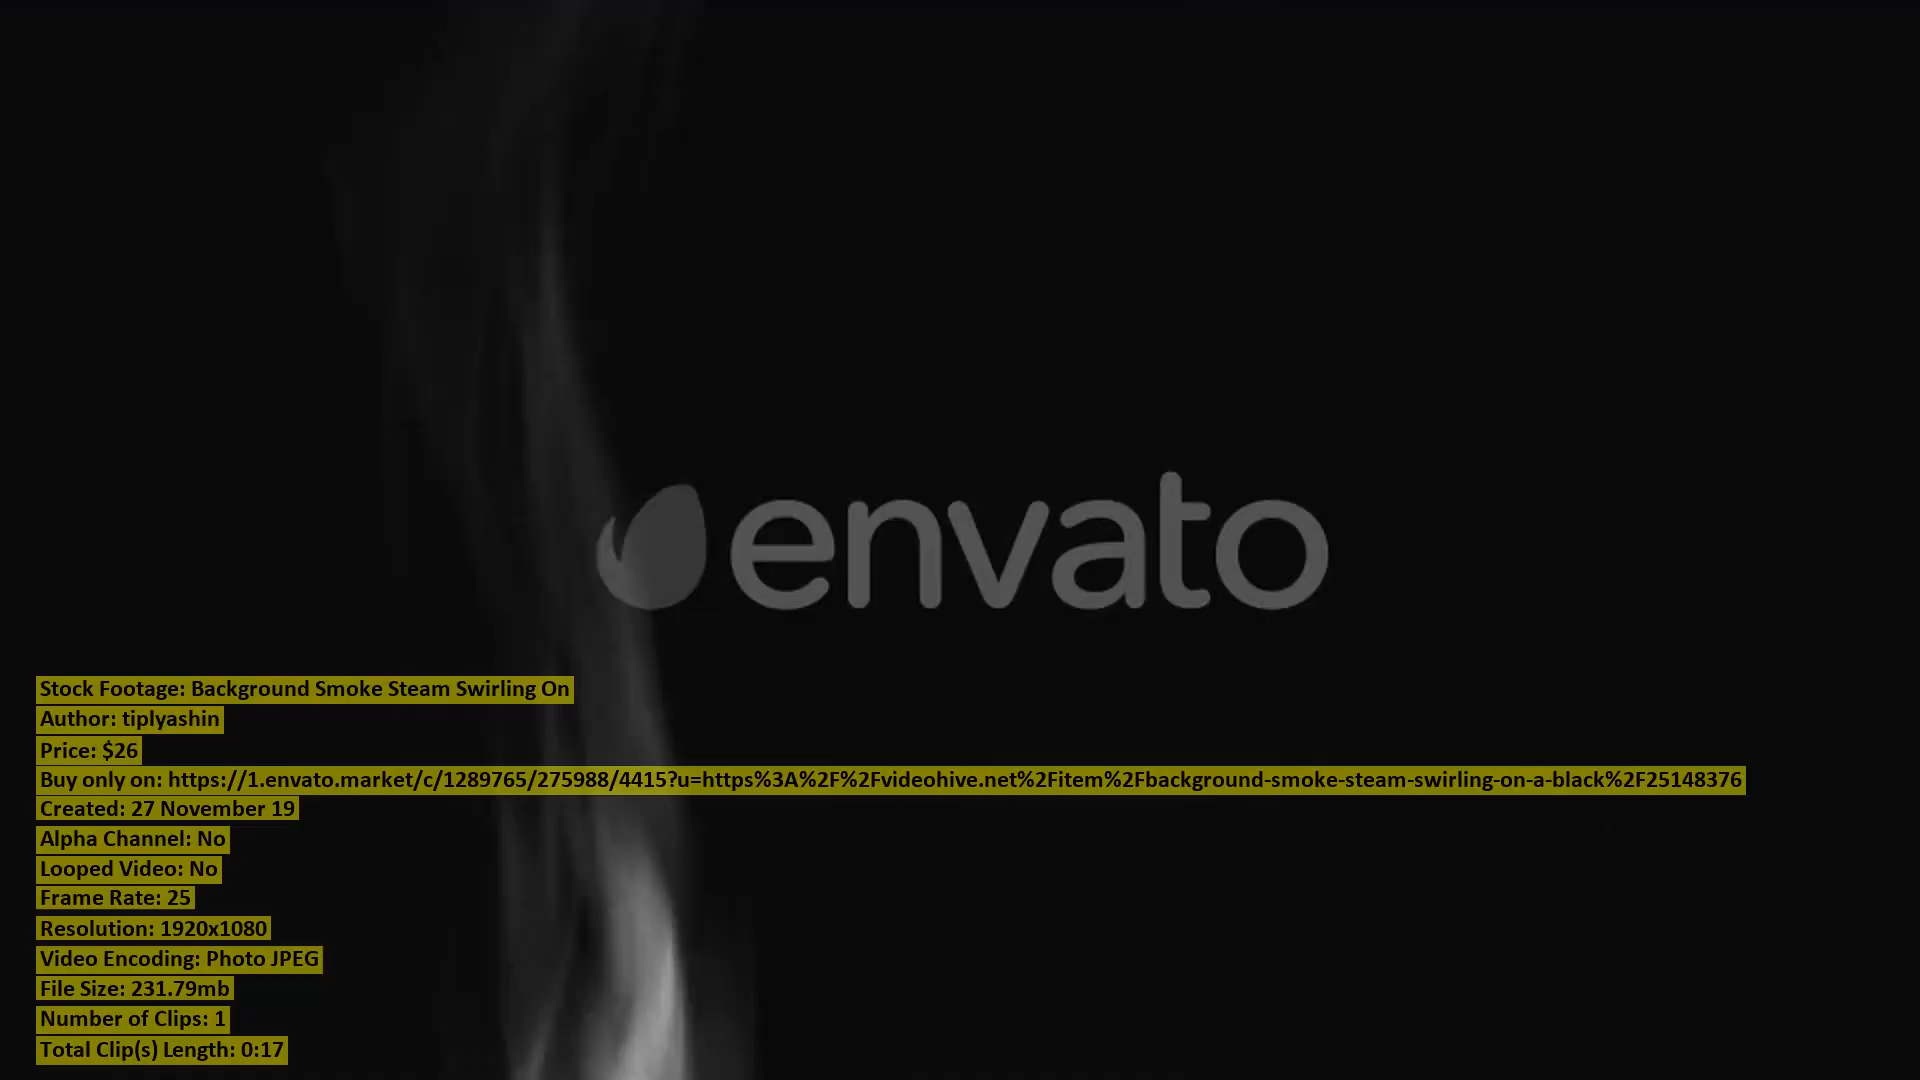 envato
Stock Footage: Background Smoke Steam Swirling On
Author: tiplyashin
Price: $26
Buy only on: https://1.envato.market/c/1289765/275988/4415?u=https%3A%2F%2Fvideohive.net%2Fitem%2Fbackground-smoke-steam-swirling-on-a-black%2F25148376
Created: 27 November 19
Alpha Channel: No
Looped Video: No
Frame Rate: 25
Resolution: 1920x1080
Video Encoding: Photo JPEG
File Size: 231.79mb
Number of Clips: 1
Total Clip(s) Length: 0:17